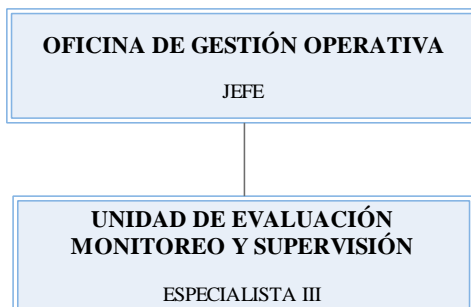 OFICINA DE GESTIÓN OPERATIVA
JEFE
UNIDAD DE EVALUACIÓN
MONITOREO Y SUPERVISIÓN
ESPECIALISTA III